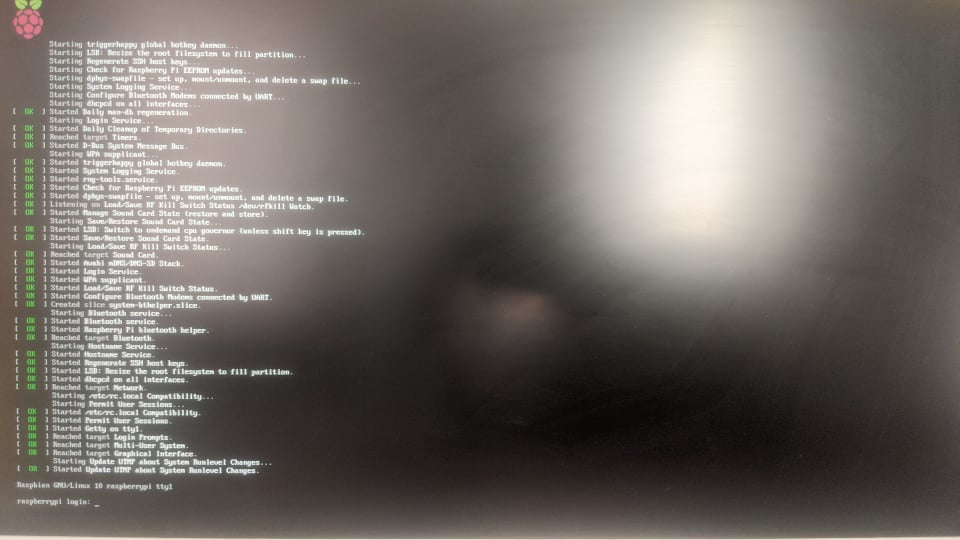 Starting triggerhappy global hotkey daemon...
Starting LSB: Resize the root filesystem to fill partition...
Starting Regenerate SSH host keys...
Starting Check for Raspberry Pi EEPROM updates...
Starting dphys-swapfile - set up, mount/unmount, and delete a swap file...
Starting System Logging Service...
Starting Configure Bluetooth Modems connected by UART...
Starting dhcpcd on all interfaces...
[ OK ] Started Daily man-db regeneration.
Starting Login Service...
[ OK ] Started Daily Cleanup of Temporary Directories.
[ OK ] Reached target Timers.
[ OK ] Started D-Bus System Message Bus.
Starting WPA supplicant...
[ OK ] Started triggerhappy global hotkey daemon.
[ OK ] Started System Logging Service.
[ OK ] Started rng-tools.service.
[ OK ] Started Check for Raspberry Pi EEPROM updates.
[ OK ] Started dphys-swapfile - set up, mount/unmount, and delete a swap file.
[ OK ] Listening on Load/Save RF Kill Switch Status /dev/rfkill Watch.
[ OK ] Started Manage Sound Card State (restore and store).
Starting Save/Restore Sound Card State...
[ OK ] Started LSB: Switch to ondemand cpu governor (unless shift key is pressed).
[ OK ] Started Save/Restore Sound Card State.
Starting Load/Save RF Kill Switch Status...
[ OK ] Reached target Sound Card.
[ OK ] Started Avahi mDNS/DNS-SD Stack.
[ OK ] Started Login Service.
[ OK ] Started WPA supplicant.
[ OK ] Started Load/Save RF Kill Switch Status.
[ OK ] Started Configure Bluetooth Modems connected by UART.
[ OK ] Created slice system-bthelper.slice.
Starting Bluetooth service...
[ OK ] Started Bluetooth service.
[ OK ] Started Raspberry Pi bluetooth helper.
[ OK ] Reached target Bluetooth.
Starting Hostname Service...
[ OK ] Started Hostname Service.
[ OK ] Started Regenerate SSH host keys.
[ OK ] Started LSB: Resize the root filesystem to fill partition.
[ OK ] Started dhcpcd on all interfaces.
[ OK ] Reached target Network.
Starting /etc/rc.local Compatibility...
Starting Permit User Sessions...
[ OK ] Started /etc/rc.local Compatibility.
[ OK ] Started Permit User Sessions.
[ OK ] Started Getty on tty1.
[ OK ] Reached target Login Prompts.
[ OK ] Reached target Multi-User System.
[ OK ] Reached target Graphical Interface.
Starting Update UTMP about System Runlevel Changes...
[ OK ] Started Update UTMP about System Runlevel Changes.
Raspbian GNU/Linux 10 raspberrypi tty1
raspberrypi login: _